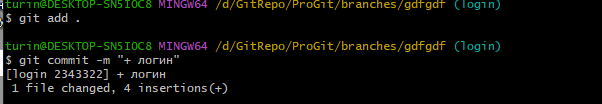 turin@DESKTOP-SN5IOC8 MINGW64 /d/GitRepo/ProGit/branches/gdfgdf (login)
$ git add .
turin@DESKTOP-SN5IOC8 MINGW64 /d/GitRepo/ProGit/branches/gdfgdf (login)
$ git commit -m "+ логин"
[login 2343322] + логин
1 file changed, 4 insertions(+)